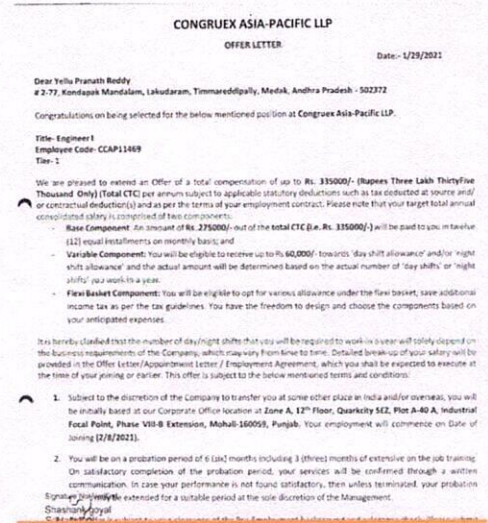 CONGRUEX ASIA-PACIFIC LLP
OFFER LETTER
Date:- 1/29/2021
Dear Yellu Pranath Reddy
# 2-77, Kondapak Mandalam, Lakudaram, Timmareddipally, Medak, Andhra Pradesh - 502372
Congratulations on being selected for the below mentioned position at Congruex Asia-Pacific LLP.
Title- Engineer I
Employee Code- CCAP11469
Tier- 1
We are pleased to extend an Offer of a total compensation of up to Rs. 335000/- (Rupees Three Lakh ThirtyFive
Thousand Only) (Total CTC) per annum subject to applicable statutory deductions such as tax deducted at source and/
or contractual deduction(s) and as per the terms of your employment contract. Please note that your target total annual
consolidated salary is comprised of two components:
- Base Component: An amount of Rs. 275000/- out of the total CTC (i.e. Rs. 335000/-) will be paid to you in twelve
(12) equal installments on monthly basis; and
- Variable Component: You will be eligible to receive up to Rs 60,000/- towards 'day shift allowance' and/or 'night
shift allowance' and the actual amount will be determined based on the actual number of 'day shifts' or 'night
shifts' you work in a year.
- Flexi Basket Component: You will be eligible to opt for various allowance under the flexi basket, save additional
income tax as per the tax guidelines. You have the freedom to design and choose the components based on
your anticipated expenses.
It is hereby clarified that the number of day/night shifts that you will be required to work in a year will solely depend on
the business requirements of the Company, which may vary from time to time. Detailed break-up of your salary will be
provided in the Offer Letter/Appointment Letter / Employment Agreement, which you shall be expected to execute at
the time of your joining or earlier. This offer is subject to the below mentioned terms and conditions:
1. Subject to the discretion of the Company to transfer you at some other place in India and/or overseas, you will
be initially based at our Corporate Office location at Zone A, 12th Floor, Quarkcity SEZ, Plot A-40 A, Industrial
Focal Point, Phase VIII-B Extension, Mohali-160059, Punjab. Your employment will commence on Date of
Joining (2/8/2021).
2. You will be on a probation period of 6 (six) months including 3 (three) months of extensive on the job training
On satisfactory completion of the probation period, your services will be confirmed through a written
communication. In case your performance is not found satisfactory, then unless terminated, your probation
Signature may be extended for a suitable period at the sole discretion of the Management.
Shashank goyal